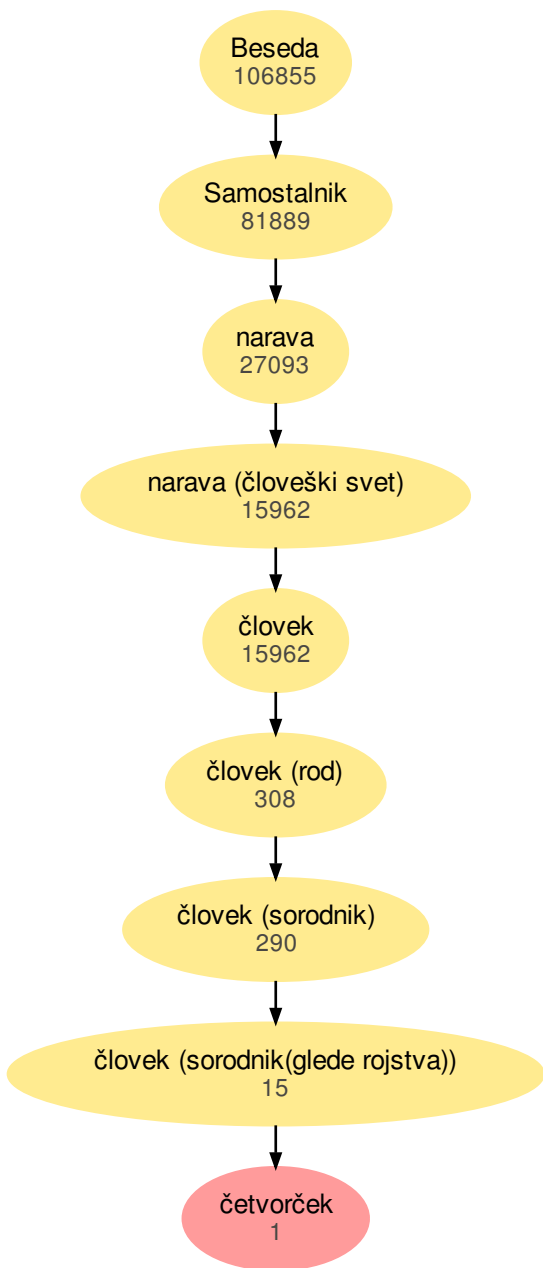 Beseda
106855
Samostalnik
81889
narava
27093
narava (človeški svet)
15962
človek
15962
človek (rod)
308
človek (sorodnik)
290
človek (sorodnik(glede rojstva))
15
četvorček
1